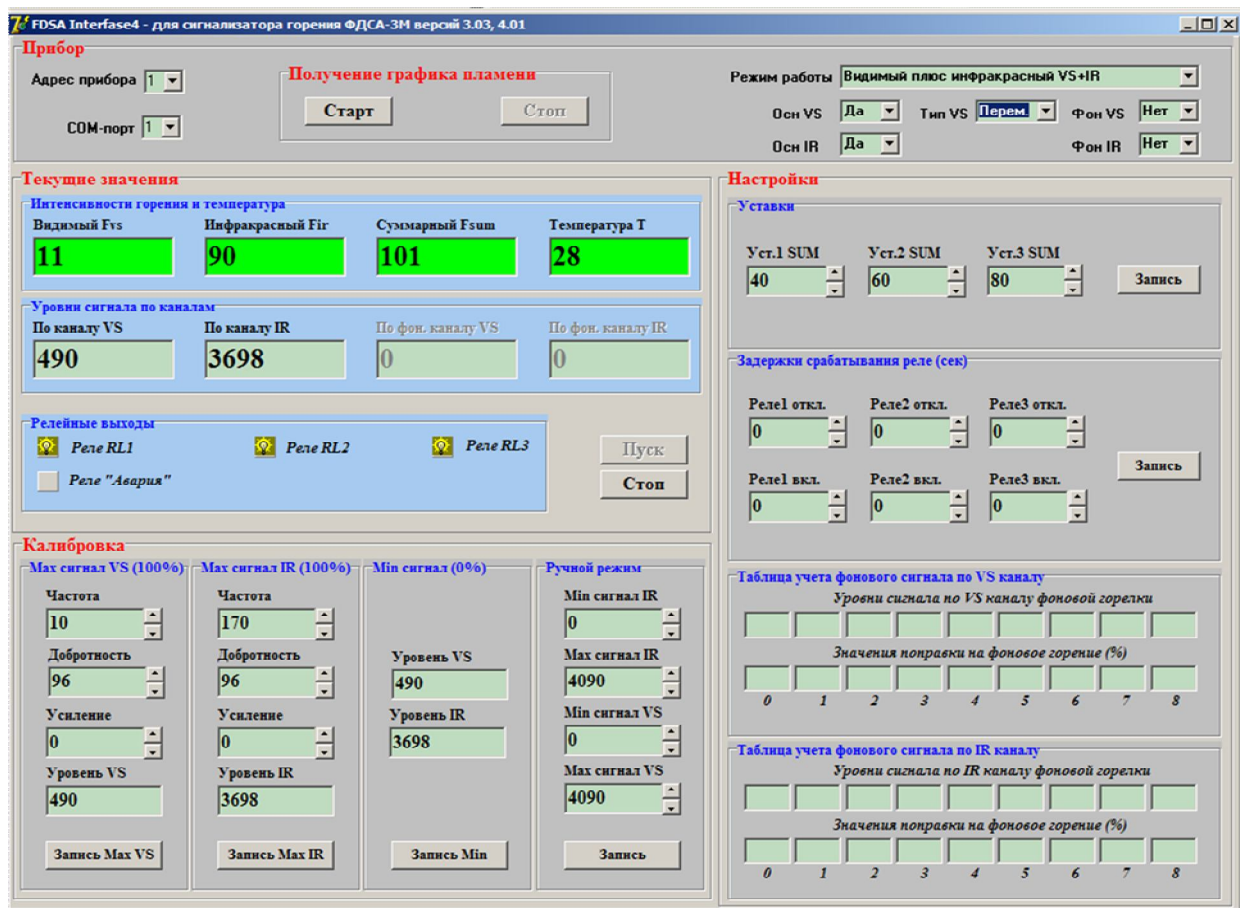 FDSA Interfase4 - для сигнализатора горения ФДСА-3М версий 3.03, 4.01
Прибор
Адрес прибора 1
COM-порт 1
Получение графика пламени
Старт Стоп
Режим работы Видимый плюс инфракрасный VS+IR
Осн VS Да Тип VS Перем. Фон VS Нет
Осн IR Да Фон IR Нет
Текущие значения
Интенсивности горения и температура
Видимый Fvs Инфракрасный Fir Суммарный Fsum Температура T
11 90 101 28
Уровни сигнала по каналам
По каналу VS По каналу IR По фон. каналу VS По фон. каналу IR
490 3698 0 0
Релейные выходы
Реле RL1 Реле RL2 Реле RL3
Реле "Авария"
Пуск
Стоп
Калибровка
Max сигнал VS (100%)
Частота
10
Добротность
96
Усиление
0
Уровень VS
490
Запись Max VS
Max сигнал IR (100%)
Частота
170
Добротность
96
Усиление
0
Уровень IR
3698
Запись Max IR
Min сигнал (0%)
Уровень VS
490
Уровень IR
3698
Запись Min
Ручной режим
Min сигнал IR
0
Max сигнал IR
4090
Min сигнал VS
0
Max сигнал VS
4090
Запись
Настройки
Уставки
Уст.1 SUM Уст.2 SUM Уст.3 SUM
40 60 80 Запись
Задержки срабатывания реле (сек)
Реле1 откл. Реле2 откл. Реле3 откл.
0 0 0
Запись
Реле1 вкл. Реле2 вкл. Реле3 вкл.
0 0 0
Таблица учета фонового сигнала по VS каналу
Уровни сигнала по VS каналу фоновой горелки
Значения поправки на фоновое горение (%)
0 1 2 3 4 5 6 7 8
Таблица учета фонового сигнала по IR каналу
Уровни сигнала по IR каналу фоновой горелки
Значения поправки на фоновое горение (%)
0 1 2 3 4 5 6 7 8